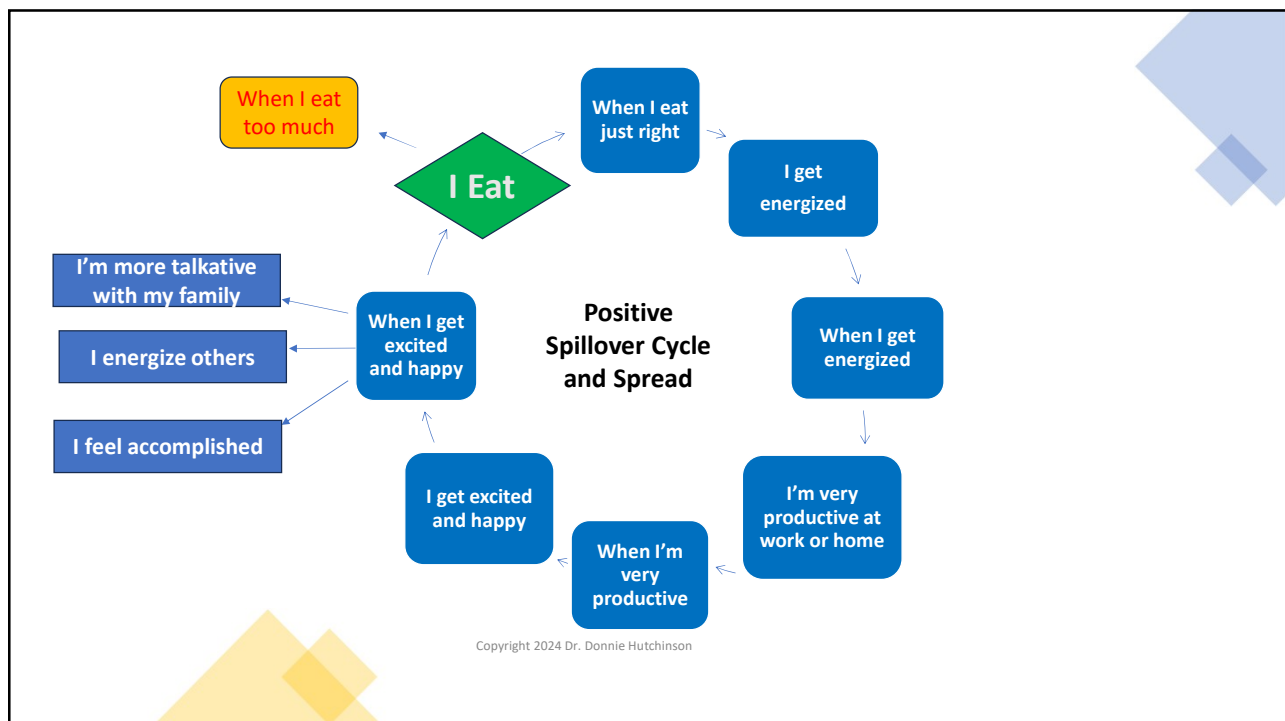 When I eat
too much
I Eat
When I eat
just right
I get
energized
When I get
energized
I'm very
productive at
work or home
When I'm
very
productive
I get excited
and happy
When I get
excited
and happy
I'm more talkative
with my family
I energize others
I feel accomplished
Positive
Spillover Cycle
and Spread
Copyright 2024 Dr. Donnie Hutchinson